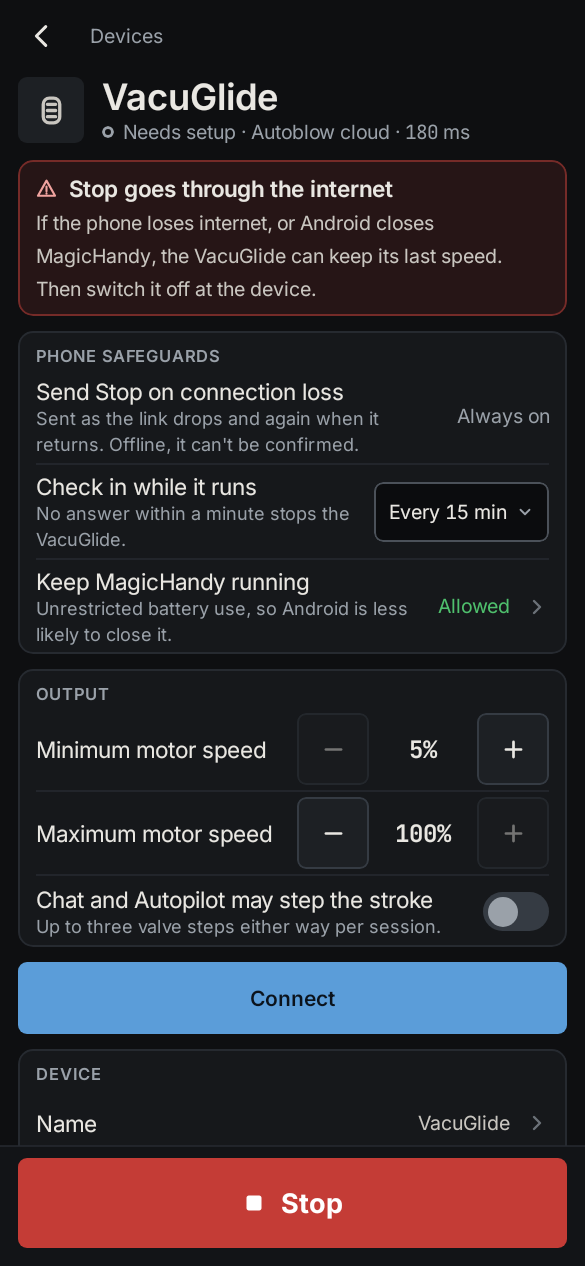 Devices
VacuGlide
Needs setup · Autoblow cloud · 180 ms
Stop goes through the internet
If the phone loses internet, or Android closes
MagicHandy, the VacuGlide can keep its last speed.
Then switch it off at the device.
PHONE SAFEGUARDS
Send Stop on connection loss
Sent as the link drops and again when it
returns. Offline, it can't be confirmed.
Always on
Check in while it runs
No answer within a minute stops the
VacuGlide.
Every 15 min
Keep MagicHandy running
Unrestricted battery use, so Android is less
likely to close it.
Allowed
OUTPUT
Minimum motor speed
− 5% +
Maximum motor speed
− 100% +
Chat and Autopilot may step the stroke
Up to three valve steps either way per session.
Connect
DEVICE
Name
VacuGlide
Stop